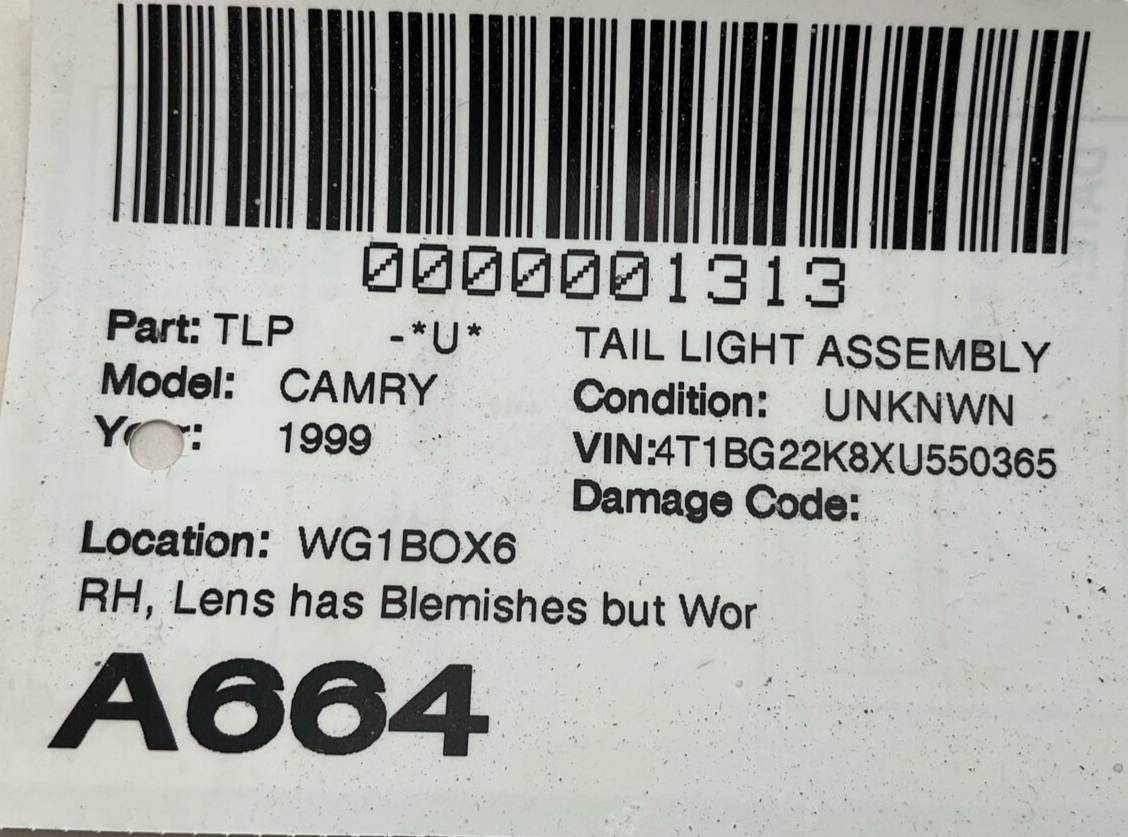 0000001313
Part: TLP -*U* TAIL LIGHT ASSEMBLY
Model: CAMRY Condition: UNKNWN
1999 VIN:4T1BG22K8XU550365
Damage Code:
Location: WG1BOX6
RH, Lens has Blemishes but Wor
A664